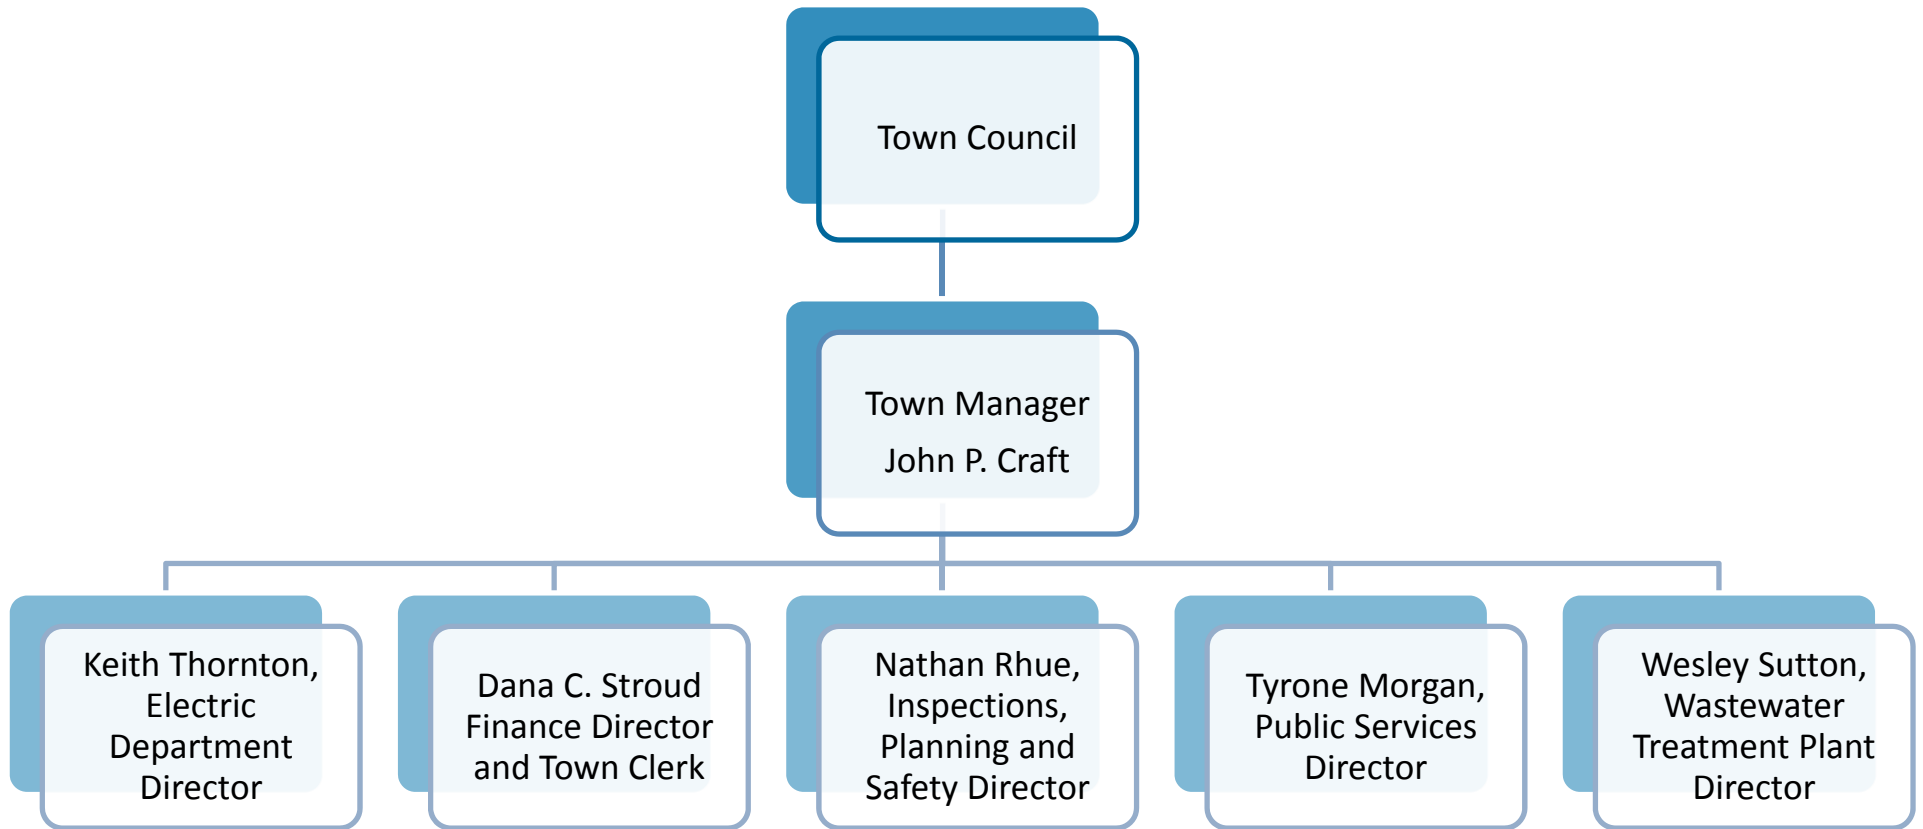 Town Council
Town Manager
John P. Craft
Keith Thornton,
Electric
Department
Director
Dana C. Stroud
Finance Director
and Town Clerk
Nathan Rhue,
Inspections,
Planning and
Safety Director
Tyrone Morgan,
Public Services
Director
Wesley Sutton,
Wastewater
Treatment Plant
Director